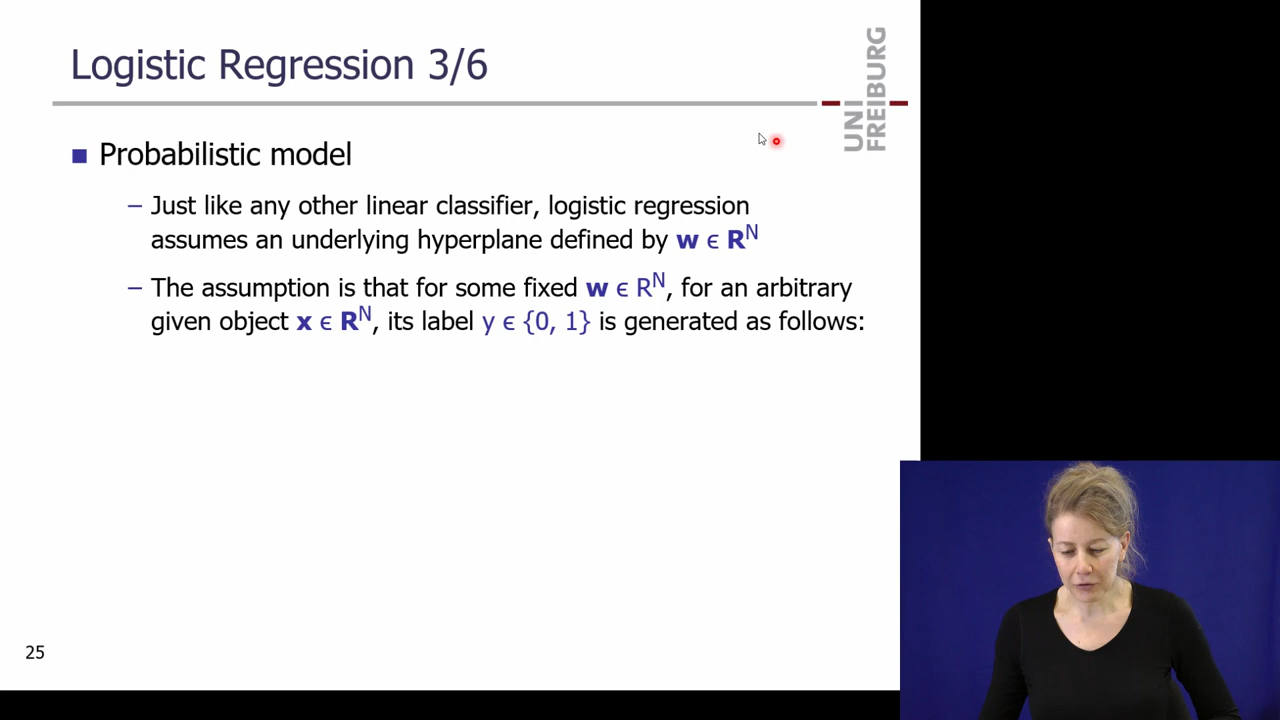 Logistic Regression 3/6
UNI
FREIBURG
■ Probabilistic model
– Just like any other linear classifier, logistic regression
assumes an underlying hyperplane defined by w ϵ R^N
– The assumption is that for some fixed w ϵ R^N, for an arbitrary
given object x ϵ R^N, its label y ϵ {0, 1} is generated as follows:
25